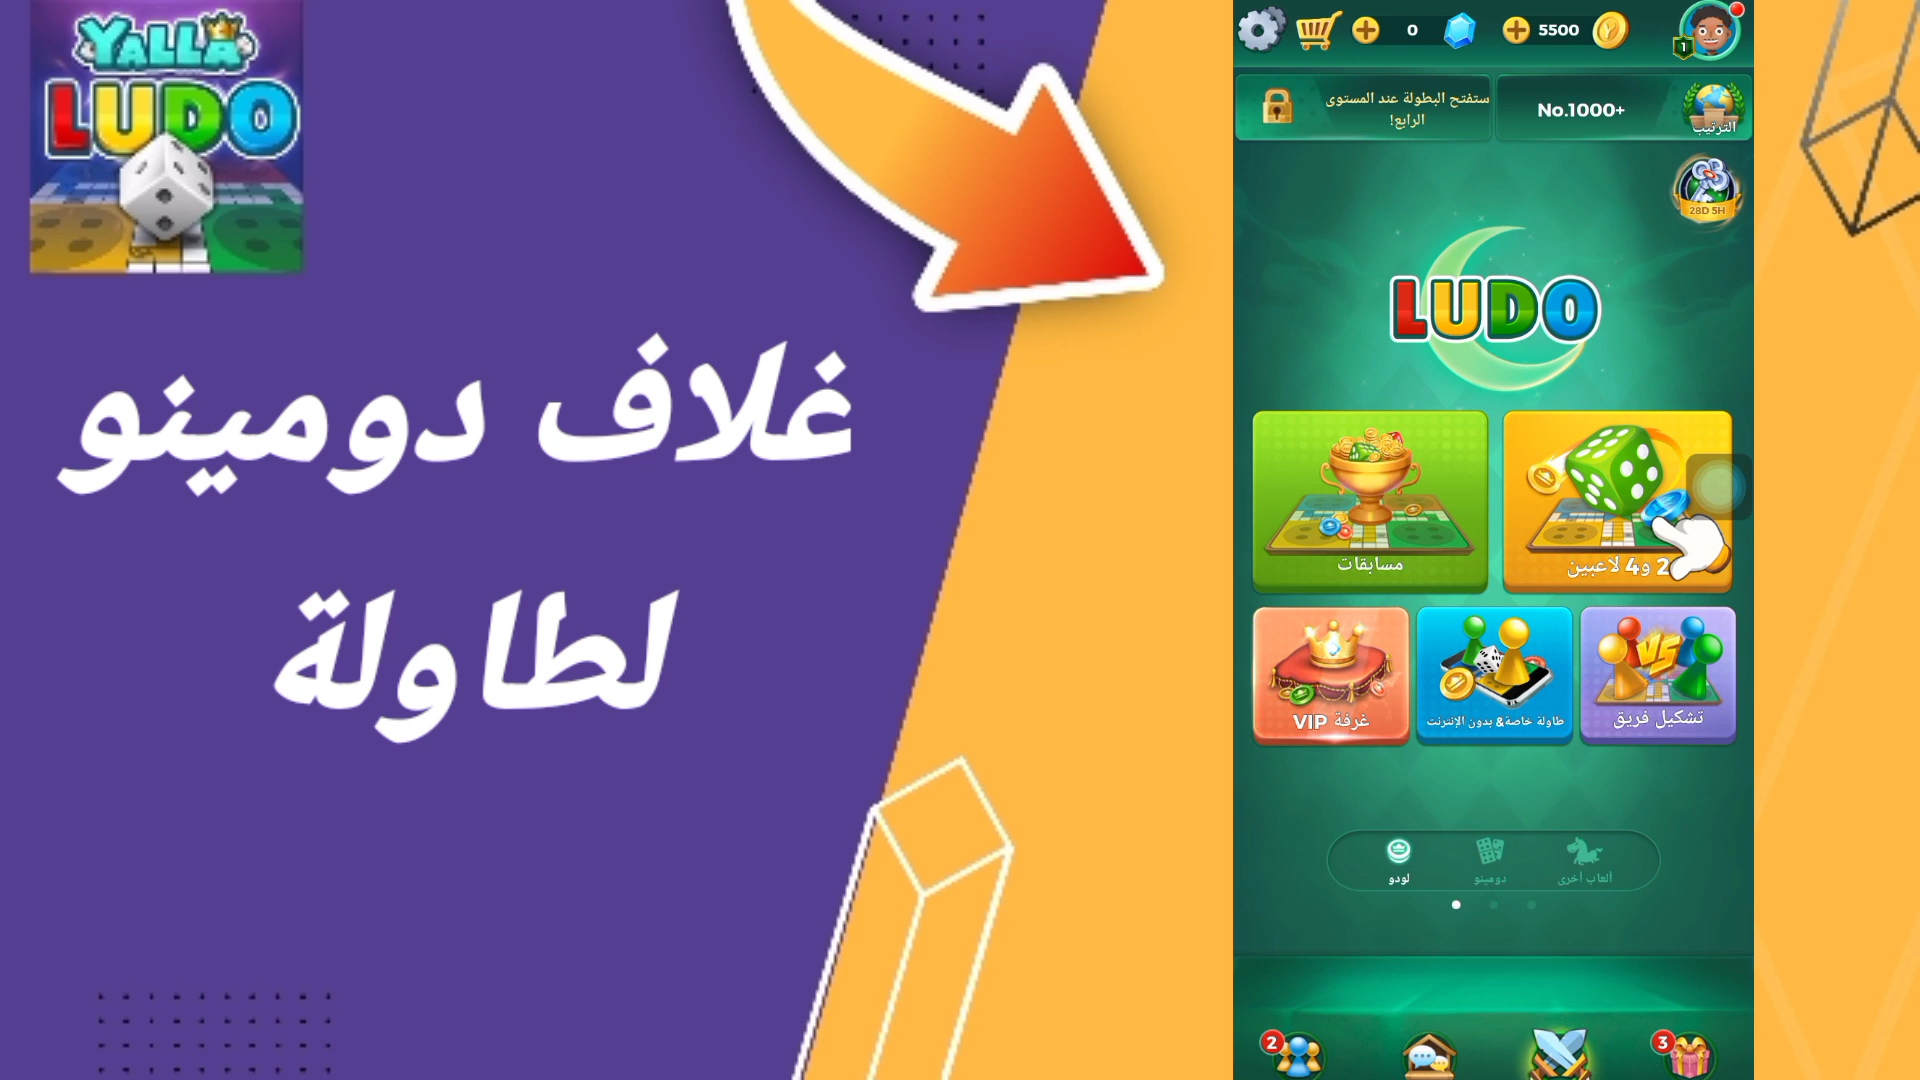 YALLA
LUDO
غلاف دومينو
لطاولة
0
5500
1
ستفتح البطولة عند المستوى
الرابع!
No.1000+
الترتيب
28D 5H
LUDO
2 و4 لاعبين
مسابقات
تشكيل فريق
طاولة خاصة& بدون الإنترنت
غرفة VIP
ألعاب أخرى
دومينو
لودو
2
3